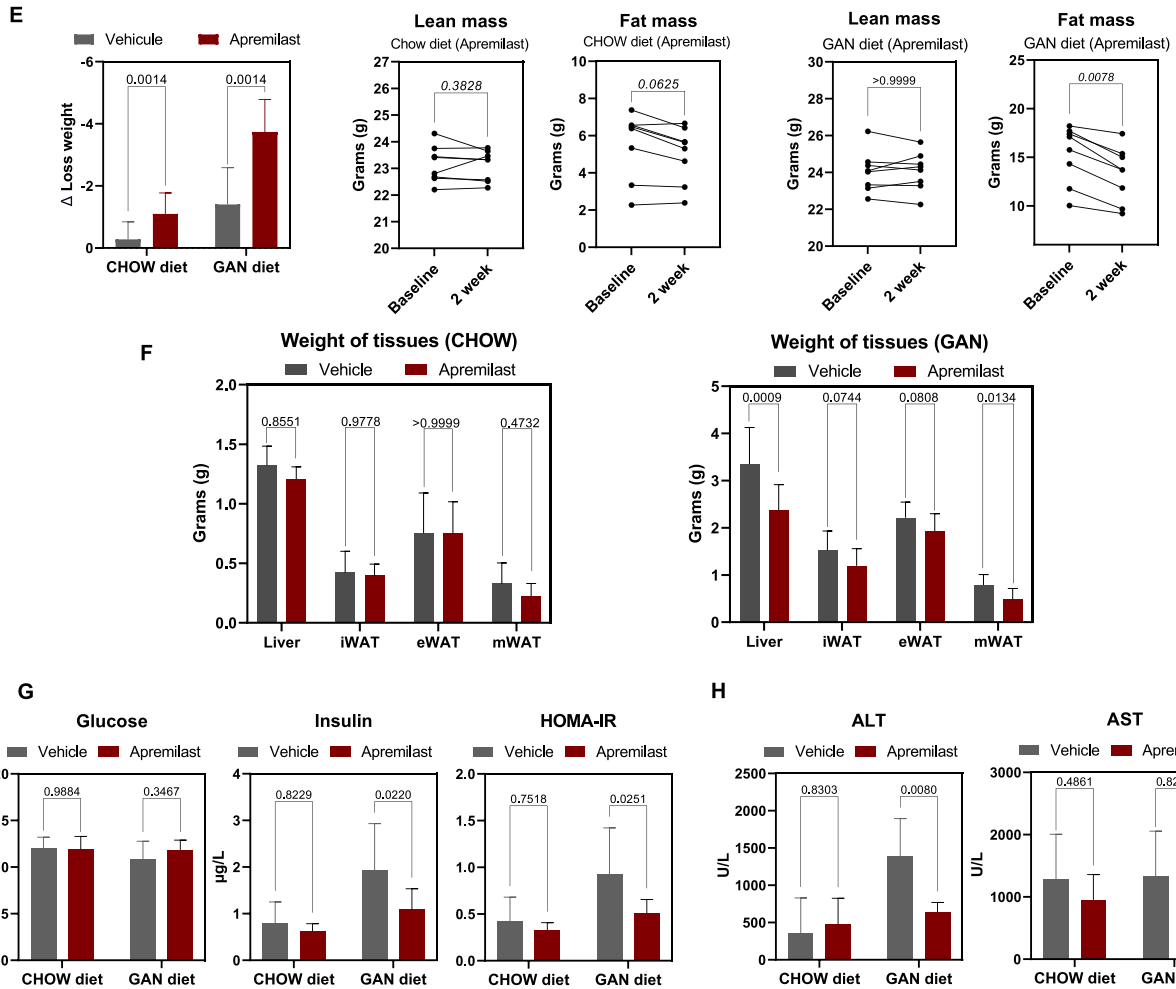 E
Vehicule Apremilast
Δ Loss weight
-6
-4
-2
0
0.0014 0.0014
CHOW diet GAN diet
Lean mass
Chow diet (Apremilast)
Grams (g)
27
26
25
24
23
22
21
20
0.3828
Baseline 2 week
Fat mass
CHOW diet (Apremilast)
Grams (g)
8
6
4
2
0
0.0625
Baseline 2 week
Lean mass
GAN diet (Apremilast)
Grams (g)
30
28
26
24
22
20
>0.9999
Baseline 2 week
Fat mass
GAN diet (Apremilast)
Grams (g)
25
20
15
10
0.0078
Baseline 2 week
F
Weight of tissues (CHOW)
Vehicle Apremilast
Grams (g)
2.0
1.5
1.0
0.5
0.0
0.8551 0.9778 >0.9999 0.4732
Liver iWAT eWAT mWAT
Weight of tissues (GAN)
Vehicle Apremilast
Grams (g)
5
4
3
2
1
0
0.0009 0.0744 0.0808 0.0134
Liver iWAT eWAT mWAT
G
Glucose
Vehicle Apremilast
0.9884 0.3467
CHOW diet GAN diet
Insulin
Vehicle Apremilast
µg/L
4
3
2
1
0
0.8229 0.0220
CHOW diet GAN diet
HOMA-IR
Vehicle Apremilast
2.0
1.5
1.0
0.5
0.0
0.7518 0.0251
CHOW diet GAN diet
H
ALT
Vehicle Apremilast
U/L
2500
2000
1500
1000
500
0
0.8303 0.0080
CHOW diet GAN diet
AST
Vehicle Apre
U/L
3000
2000
1000
0
0.4861 0.82
CHOW diet GAN